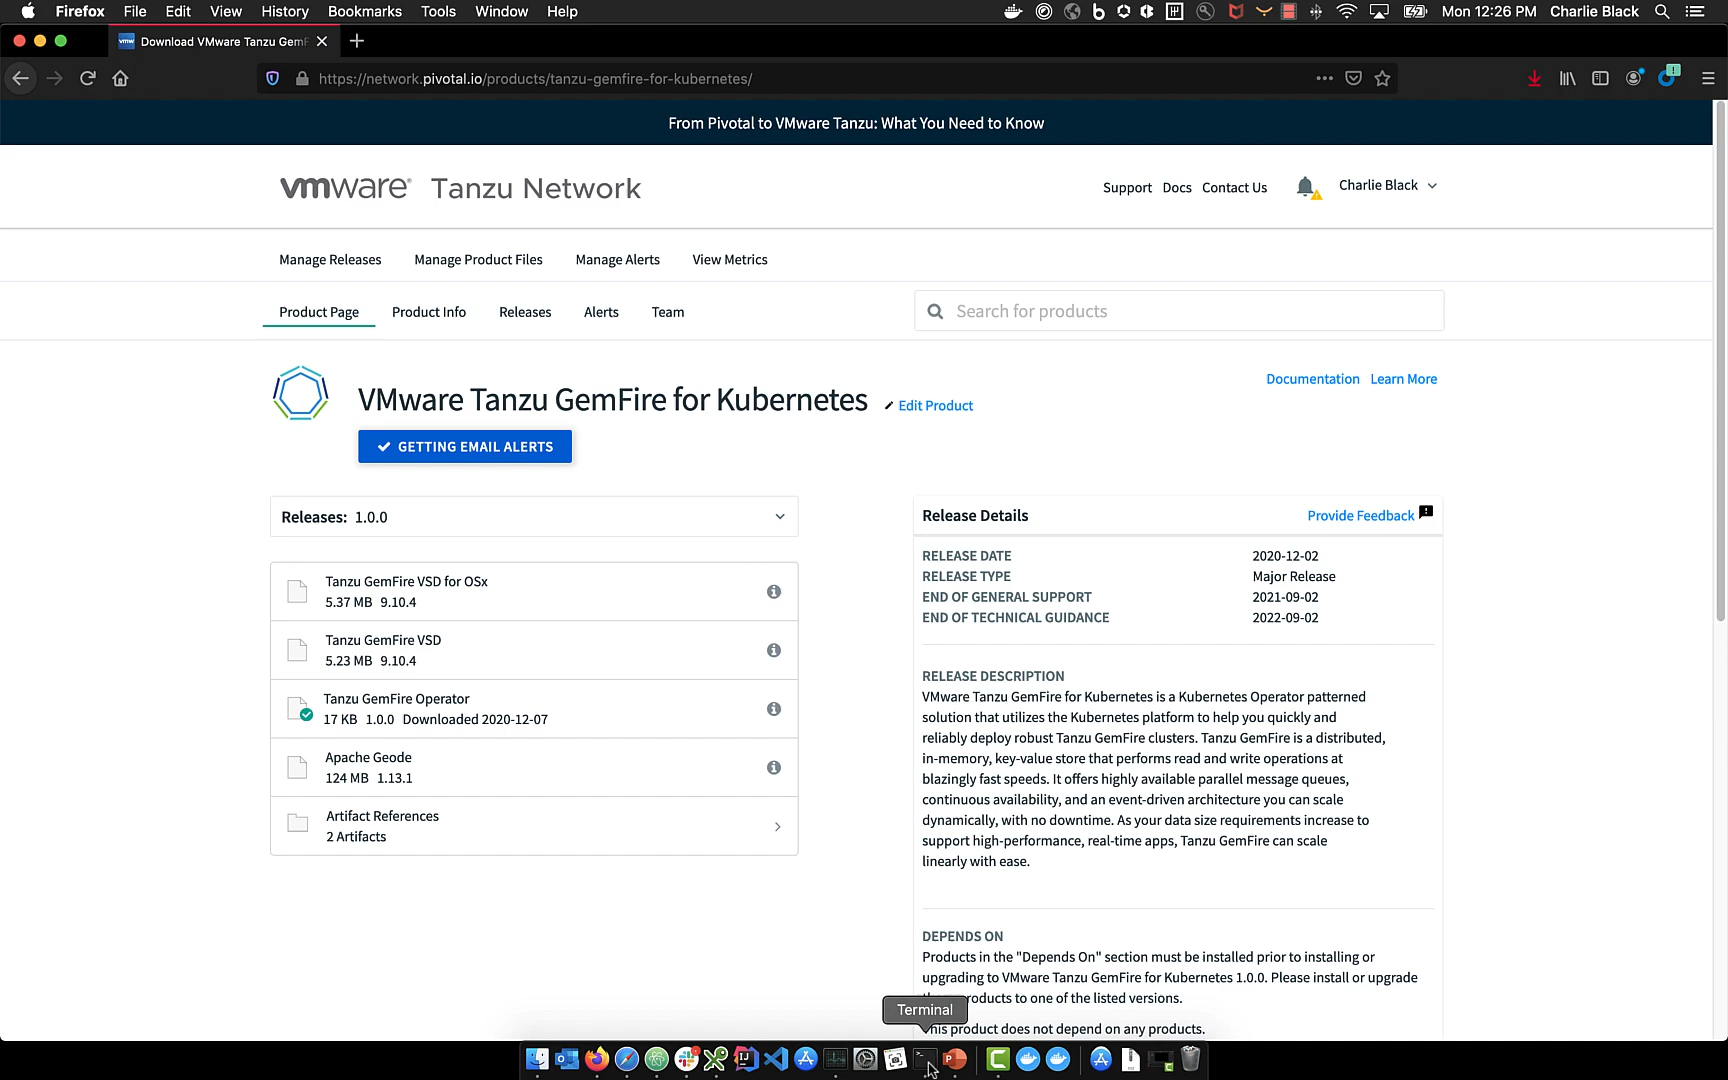 Firefox File Edit View History Bookmarks Tools Window Help Mon 12:26 PM Charlie Black
Download VMware Tanzu GemF
https://network.pivotal.io/products/tanzu-gemfire-for-kubernetes/
From Pivotal to VMware Tanzu: What You Need to Know
vmware Tanzu Network
Support Docs Contact Us Charlie Black
Manage Releases Manage Product Files Manage Alerts View Metrics
Product Page Product Info Releases Alerts Team Search for products
Documentation Learn More
VMware Tanzu GemFire for Kubernetes Edit Product
GETTING EMAIL ALERTS
Releases: 1.0.0
Tanzu GemFire VSD for OSx
5.37 MB 9.10.4
Tanzu GemFire VSD
5.23 MB 9.10.4
Tanzu GemFire Operator
17 KB 1.0.0 Downloaded 2020-12-07
Apache Geode
124 MB 1.13.1
Artifact References
2 Artifacts
Release Details Provide Feedback
RELEASE DATE 2020-12-02
RELEASE TYPE Major Release
END OF GENERAL SUPPORT 2021-09-02
END OF TECHNICAL GUIDANCE 2022-09-02
RELEASE DESCRIPTION
VMware Tanzu GemFire for Kubernetes is a Kubernetes Operator patterned
solution that utilizes the Kubernetes platform to help you quickly and
reliably deploy robust Tanzu GemFire clusters. Tanzu GemFire is a distributed,
in-memory, key-value store that performs read and write operations at
blazingly fast speeds. It offers highly available parallel message queues,
continuous availability, and an event-driven architecture you can scale
dynamically, with no downtime. As your data size requirements increase to
support high-performance, real-time apps, Tanzu GemFire can scale
linearly with ease.
DEPENDS ON
Products in the "Depends On" section must be installed prior to installing or
upgrading to VMware Tanzu GemFire for Kubernetes 1.0.0. Please install or upgrade
products to one of the listed versions.
This product does not depend on any products.
Terminal